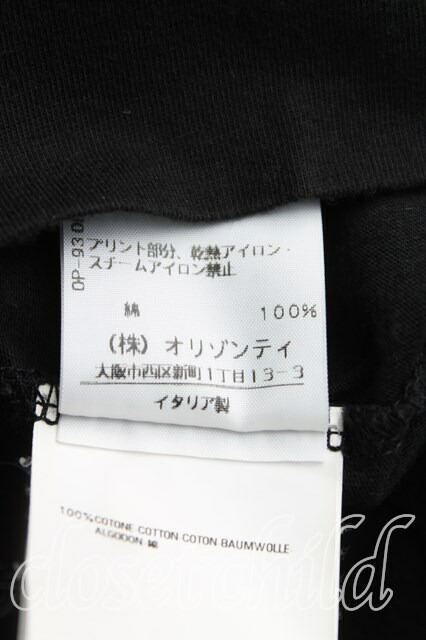 OP-930
プリント部分、乾熱アイロン・
スチームアイロン禁止
綿 100%
(株) オリゾンティ
大阪市西区新町1丁目13-3
イタリア製
100%COTONE-COTTON-COTON-BAUMWOLLE
ALGODON 綿
closetchild